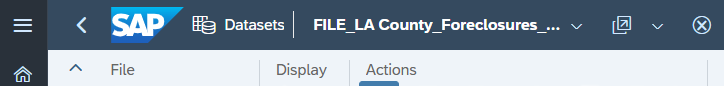 SAP Datasets FILE_LA County_Foreclosures_...
File Display Actions